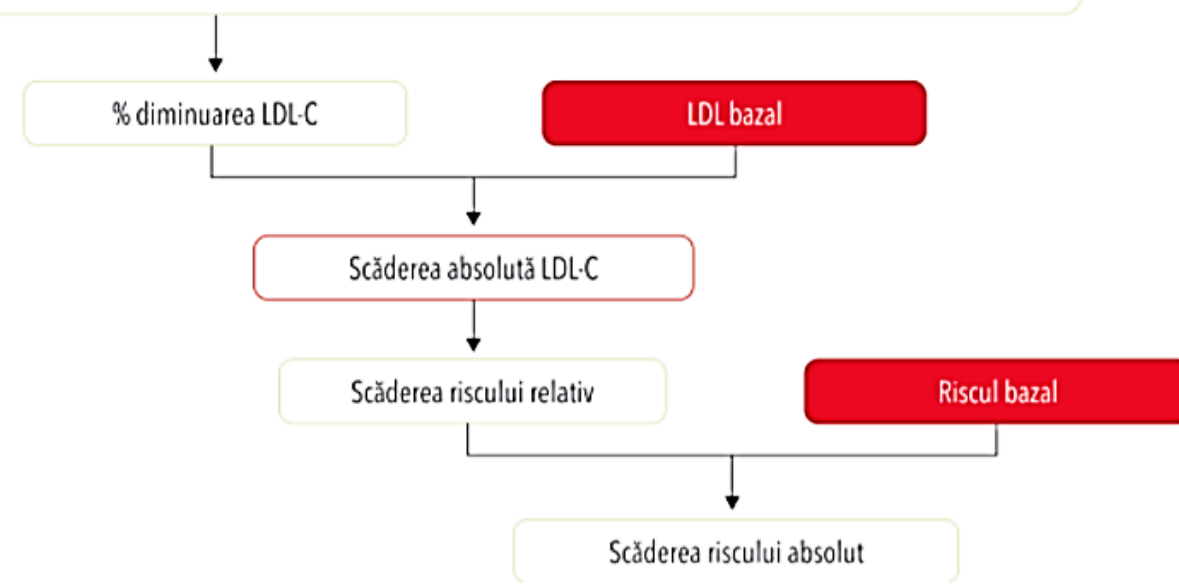 % diminuarea LDL-C
LDL bazal
Scăderea absolută LDL-C
Scăderea riscului relativ
Riscul bazal
Scăderea riscului absolut